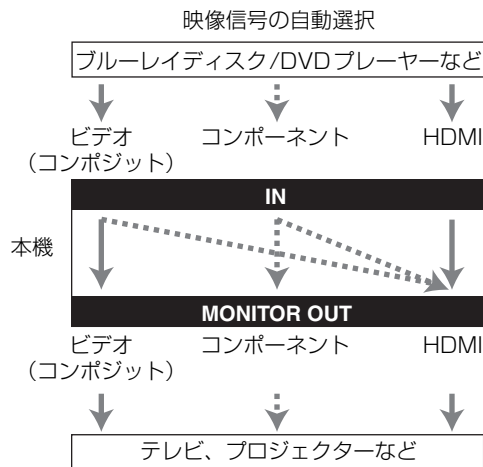 映像信号の自動選択
ブルーレイディスク/DVDプレーヤーなど
ビデオ
(コンポジット)
コンポーネント
HDMI
IN
本機
MONITOR OUT
ビデオ
(コンポジット)
コンポーネント
HDMI
テレビ、プロジェクターなど